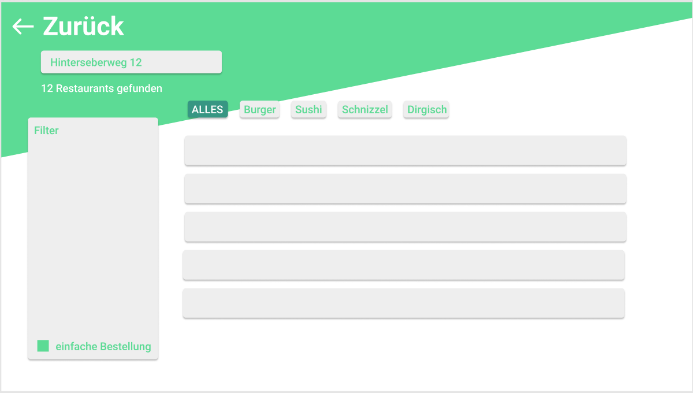 Zurück
Hinterseberweg 12
12 Restaurants gefunden
ALLES Burger Sushi Schnizzel Dirgisch
Filter
einfache Bestellung